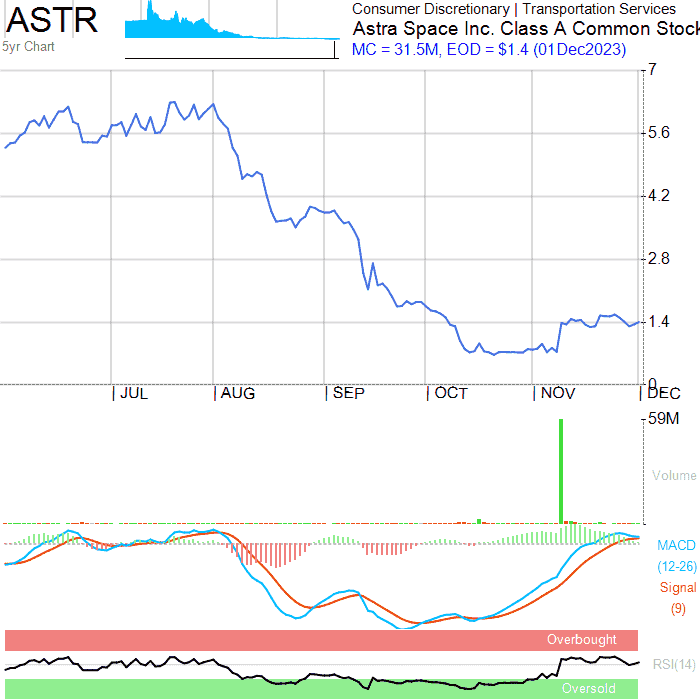 ASTR
5yr Chart
Consumer Discretionary | Transportation Services
Astra Space Inc. Class A Common Stock
MC = 31.5M, EOD = $1.4 (01Dec2023)
7
5.6
4.2
2.8
1.4
0
JUL
AUG
SEP
OCT
NOV
DEC
59M
Volume
MACD
(12-26)
Signal
(9)
Overbought
RSI(14)
Oversold